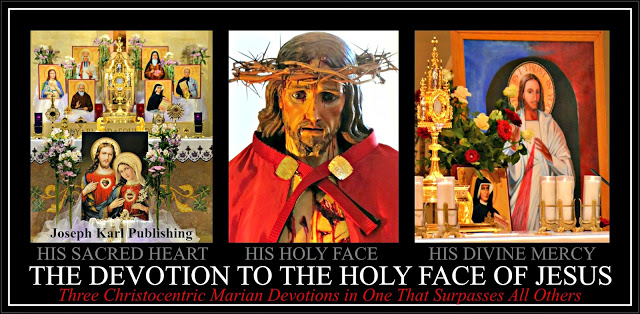 Joseph Karl Publishing
HIS SACRED HEART
HIS HOLY FACE
HIS DIVINE MERCY
THE DEVOTION TO THE HOLY FACE OF JESUS
Three Christocentric Marian Devotions in One That Surpasses All Others